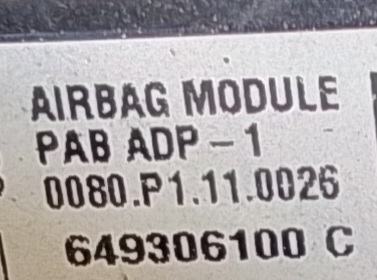 AIRBAG MODULE
PAB ADP - 1
0080.P1.11.0026
649306100 C